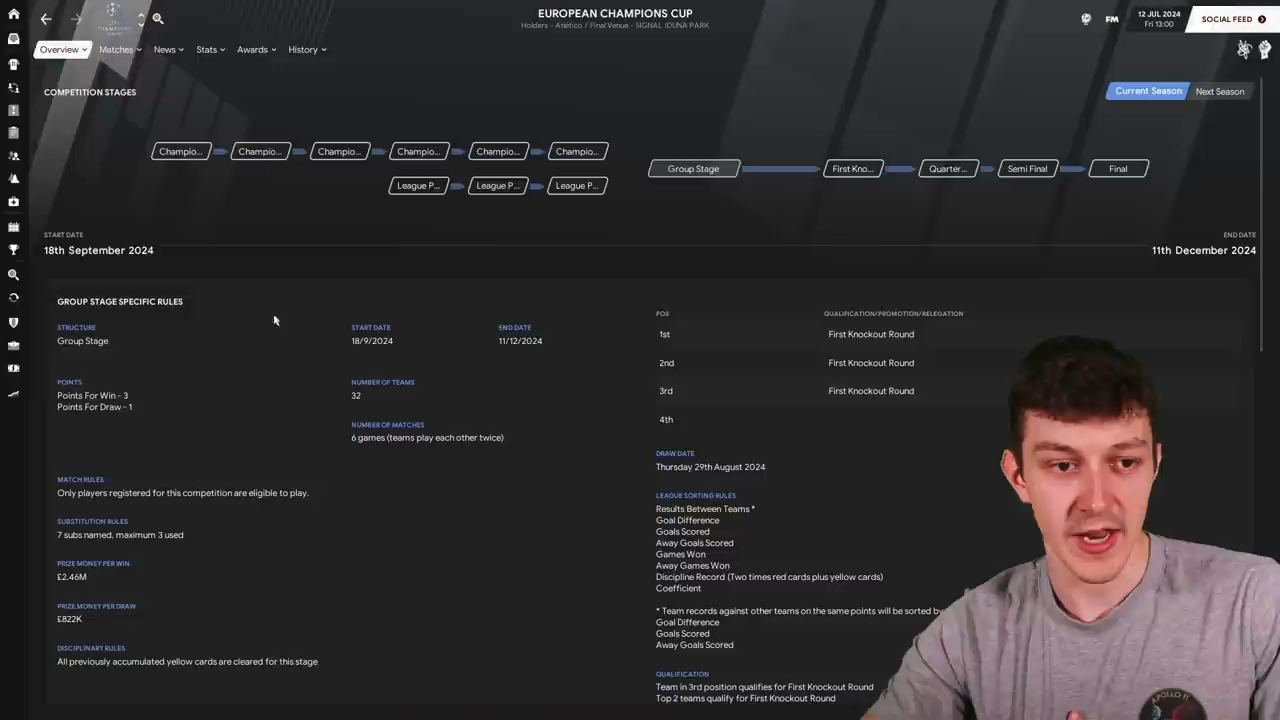 EUROPEAN CHAMPIONS CUP
Holders - Atlético / Final Venue - SIGNAL IDUNA PARK
FM
12 JUL 2024
Fri 13:00
SOCIAL FEED
Overview
Matches
News
Stats
Awards
History
COMPETITION STAGES
Current Season
Next Season
Champio...
Champio...
Champio...
Champio...
Champio...
Champio...
League P...
League P...
League P...
Group Stage
First Kno...
Quarter...
Semi Final
Final
START DATE
18th September 2024
END DATE
11th December 2024
GROUP STAGE SPECIFIC RULES
STRUCTURE
Group Stage
START DATE
18/9/2024
END DATE
11/12/2024
POINTS
Points For Win - 3
Points For Draw - 1
NUMBER OF TEAMS
32
NUMBER OF MATCHES
6 games (teams play each other twice)
MATCH RULES
Only players registered for this competition are eligible to play.
SUBSTITUTION RULES
7 subs named, maximum 3 used
PRIZE MONEY PER WIN
£2.46M
PRIZE MONEY PER DRAW
£822K
DISCIPLINARY RULES
All previously accumulated yellow cards are cleared for this stage
POS
QUALIFICATION/PROMOTION/RELEGATION
1st
First Knockout Round
2nd
First Knockout Round
3rd
First Knockout Round
4th
DRAW DATE
Thursday 29th August 2024
LEAGUE SORTING RULES
Results Between Teams *
Goal Difference
Goals Scored
Away Goals Scored
Games Won
Away Games Won
Discipline Record (Two times red cards plus yellow cards)
Coefficient
* Team records against other teams on the same points will be sorted by
Goal Difference
Goals Scored
Away Goals Scored
QUALIFICATION
Team in 3rd position qualifies for First Knockout Round
Top 2 teams qualify for First Knockout Round
APOLLO 11